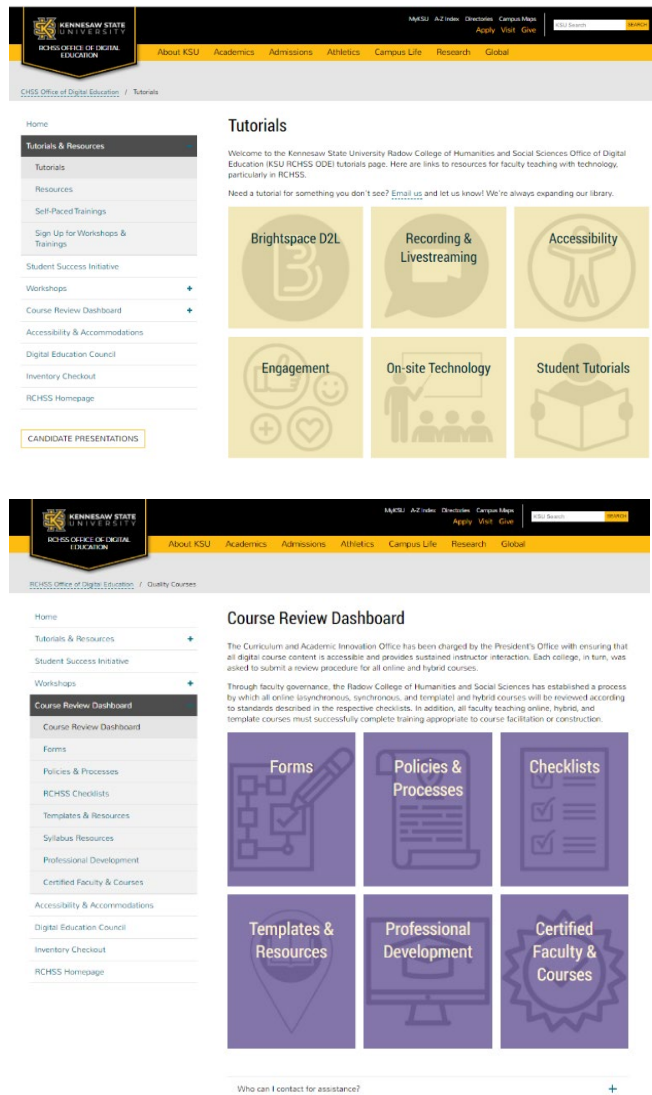 KENNESAW STATE
UNIVERSITY
MyKSU A-Z Index Directories Campus Maps
Apply Visit Give
KSU Search
SEARCH
RCHSS OFFICE OF DIGITAL
EDUCATION
About KSU Academics Admissions Athletics Campus Life Research Global
CHSS Office of Digital Education / Tutorials
Home
Tutorials & Resources
Tutorials
Resources
Self-Paced Trainings
Sign Up for Workshops &
Trainings
Student Success Initiative
Workshops +
Course Review Dashboard +
Accessibility & Accommodations
Digital Education Council
Inventory Checkout
RCHSS Homepage
CANDIDATE PRESENTATIONS
Tutorials
Welcome to the Kennesaw State University Radow College of Humanities and Social Sciences Office of Digital
Education (KSU RCHSS ODE) tutorials page. Here are links to resources for faculty teaching with technology,
particularly in RCHSS.
Need a tutorial for something you don't see? Email us and let us know! We're always expanding our library.
Brightspace D2L
Recording &
Livestreaming
Accessibility
Engagement
On-site Technology
Student Tutorials
KENNESAW STATE
UNIVERSITY
MyKSU A-Z Index Directories Campus Maps
Apply Visit Give
KSU Search
SEARCH
RCHSS OFFICE OF DIGITAL
EDUCATION
About KSU Academics Admissions Athletics Campus Life Research Global
RCHSS Office of Digital Education / Quality Courses
Home
Tutorials & Resources +
Student Success Initiative
Workshops +
Course Review Dashboard
Course Review Dashboard
Forms
Policies & Processes
RCHSS Checklists
Templates & Resources
Syllabus Resources
Professional Development
Certified Faculty & Courses
Accessibility & Accommodations
Digital Education Council
Inventory Checkout
RCHSS Homepage
Course Review Dashboard
The Curriculum and Academic Innovation Office has been charged by the President's Office with ensuring that
all digital course content is accessible and provides sustained instructor interaction. Each college, in turn, was
asked to submit a review procedure for all online and hybrid courses.
Through faculty governance, the Radow College of Humanities and Social Sciences has established a process
by which all online (asynchronous, synchronous, and template) and hybrid courses will be reviewed according
to standards described in the respective checklists. In addition, all faculty teaching online, hybrid, and
template courses must successfully complete training appropriate to course facilitation or construction.
Forms
Policies &
Processes
Checklists
Templates &
Resources
Professional
Development
Certified
Faculty &
Courses
Who can I contact for assistance? +